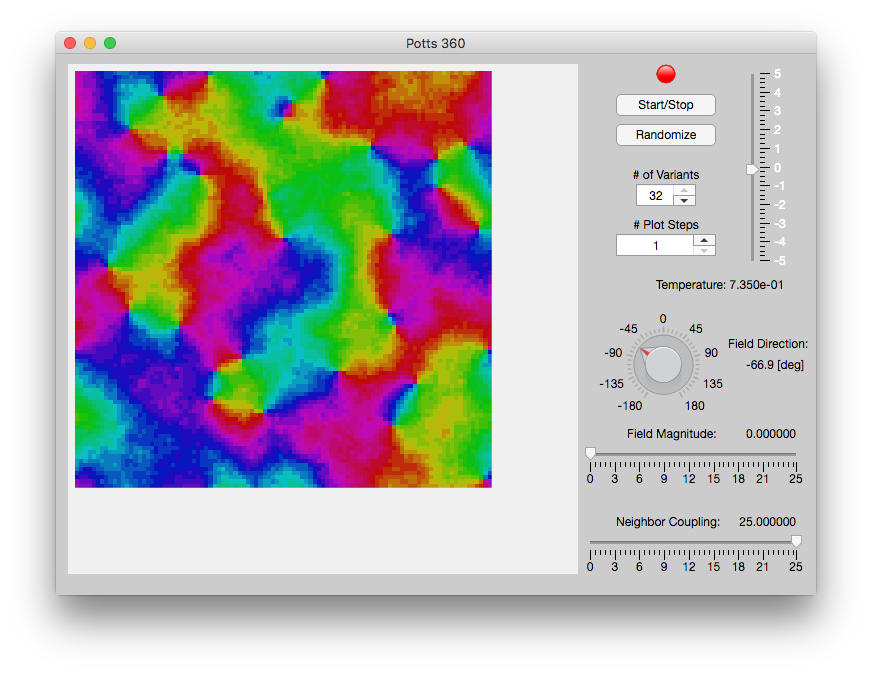 Potts 360
Start/Stop
Randomize
# of Variants
32
# Plot Steps
1
5
4
3
2
1
0
-1
-2
-3
-4
-5
Temperature: 7.350e-01
0
-45 45
-90 90
-135 135
-180 180
Field Direction:
-66.9 [deg]
Field Magnitude: 0.000000
0 3 6 9 12 15 18 21 25
Neighbor Coupling: 25.000000
0 3 6 9 12 15 18 21 25